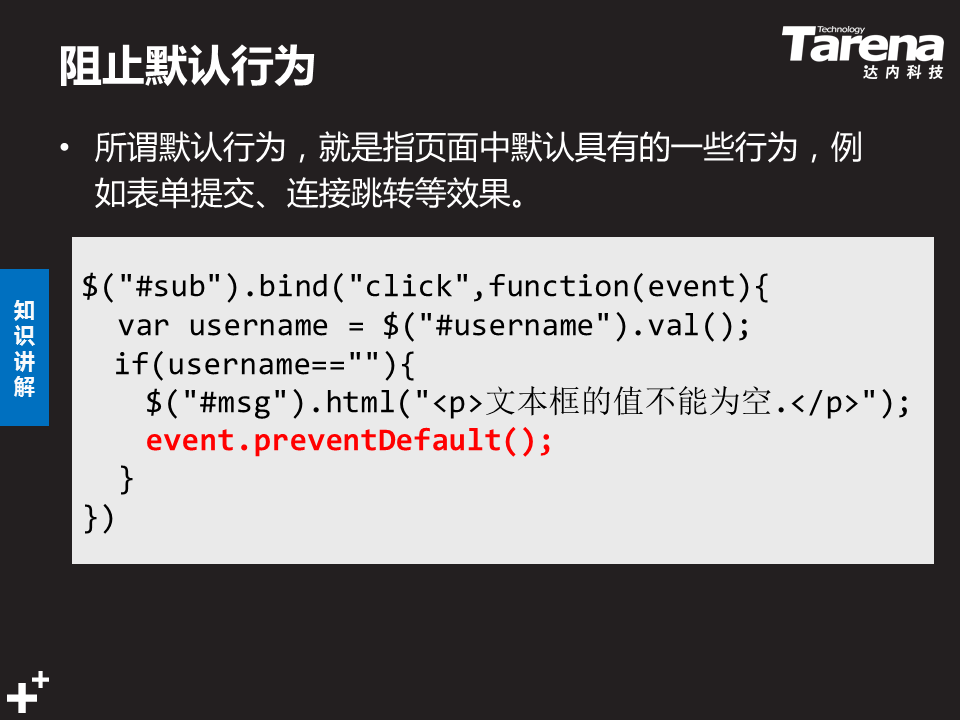 阻止默认行为
Technology
Tarena
达内科技
• 所谓默认行为，就是指页面中默认具有的一些行为，例
如表单提交、连接跳转等效果。
知识讲解
$("#sub").bind("click",function(event){
var username = $("#username").val();
if(username==""){
$("#msg").html("<p>文本框的值不能为空.</p>");
event.preventDefault();
}
})